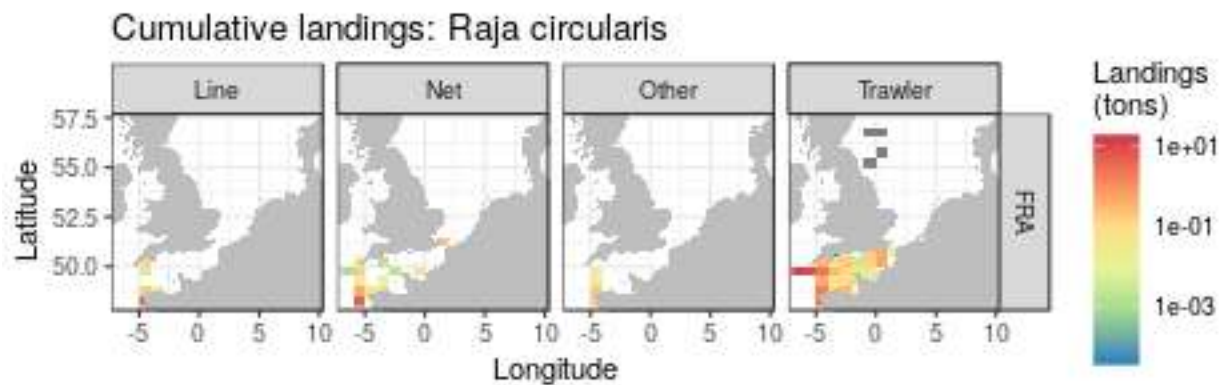 Cumulative landings: Raja circularis
Line Net Other Trawler
FRA
Latitude
57.5
55.0
52.5
50.0
-5 0 5 10 -5 0 5 10 -5 0 5 10 -5 0 5 10
Longitude
Landings
(tons)
1e+01
1e-01
1e-03